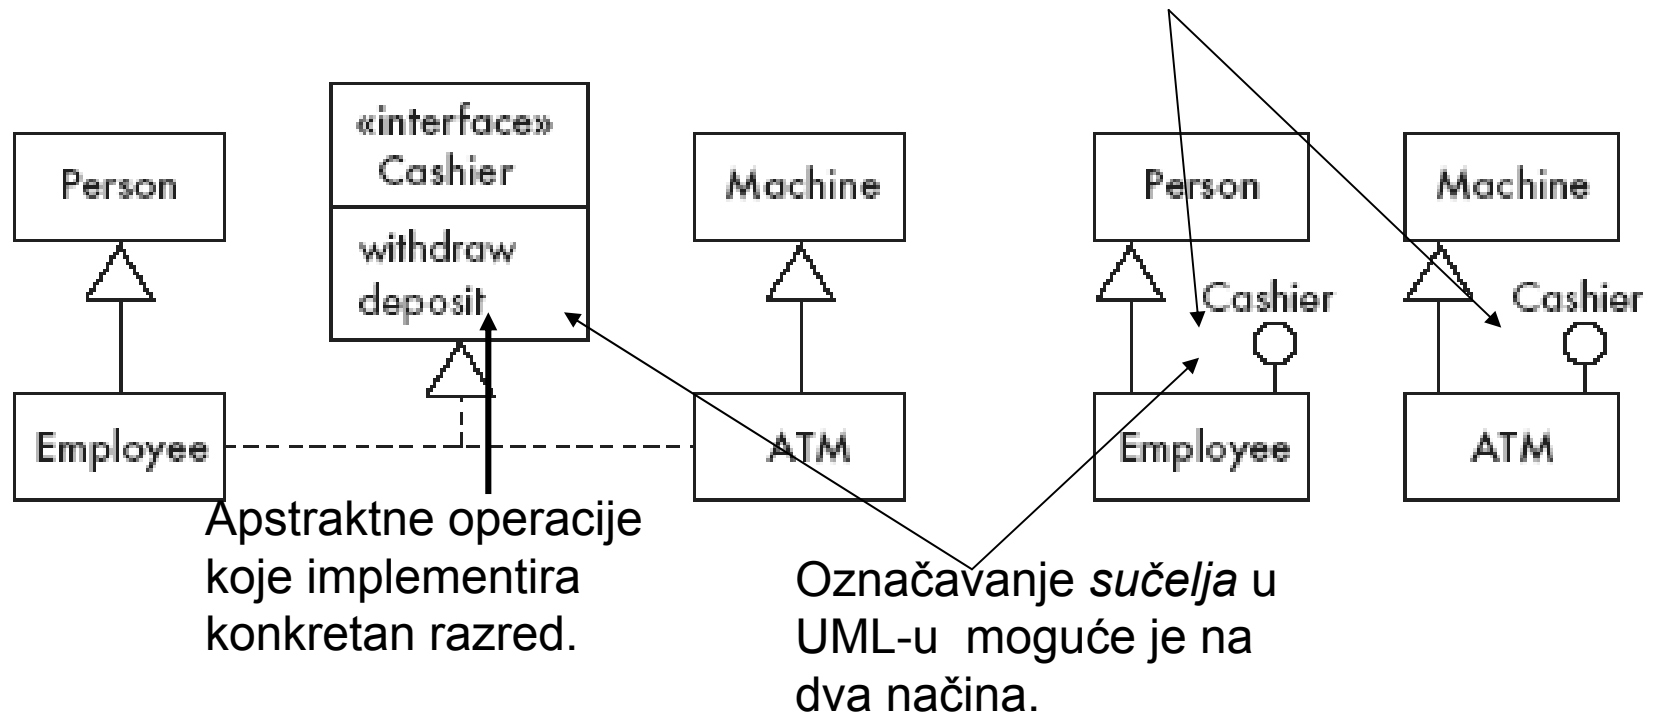 «interface»
Cashier
withdraw
deposit
Person
Machine
Employee
ATM
Person
Machine
Cashier
Cashier
Employee
ATM
Apstraktne operacije
koje implementira
konkretan razred.
Označavanje sučelja u
UML-u moguće je na
dva načina.